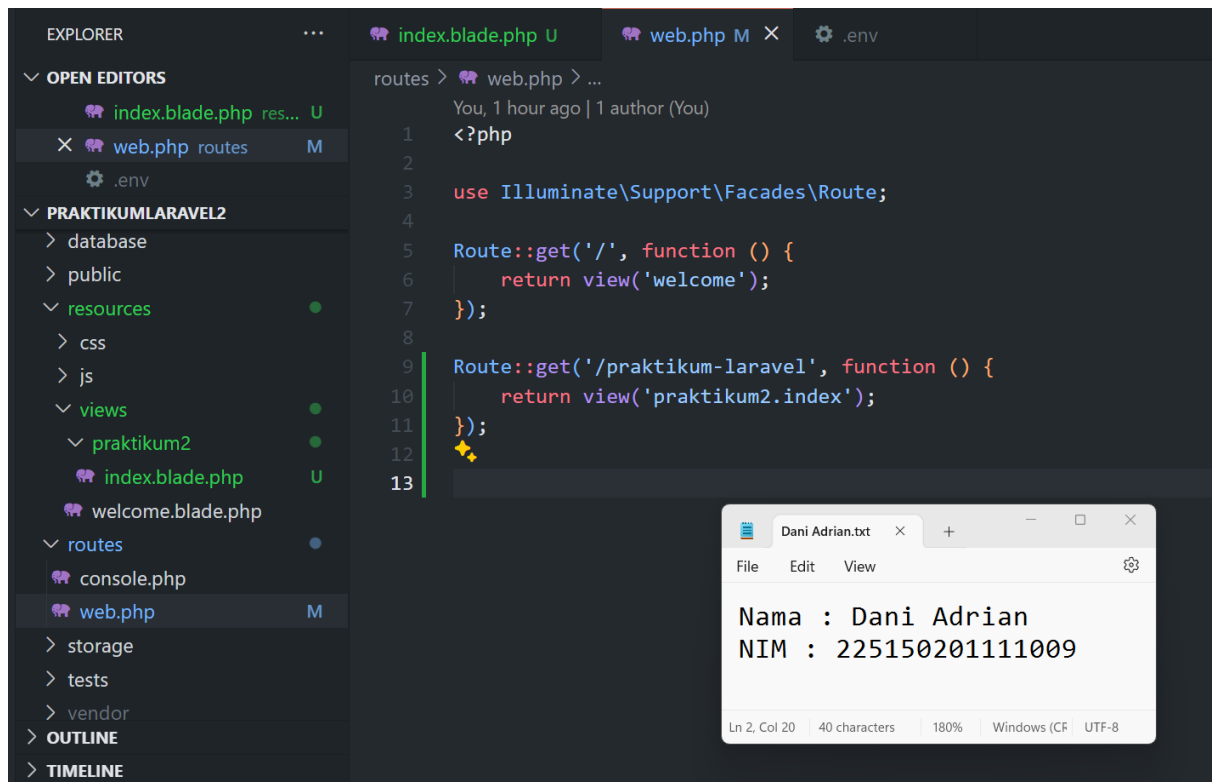 EXPLORER ...
OPEN EDITORS
index.blade.php res... U
web.php routes M
.env
PRAKTIKUMLARAVEL2
database
public
resources
css
js
views
praktikum2
index.blade.php U
welcome.blade.php
routes
console.php
web.php M
storage
tests
vendor
OUTLINE
TIMELINE
index.blade.php U web.php M .env
routes > web.php > ...
You, 1 hour ago | 1 author (You)
1 <?php
2
3 use Illuminate\Support\Facades\Route;
4
5 Route::get('/', function () {
6 return view('welcome');
7 });
8
9 Route::get('/praktikum-laravel', function () {
10 return view('praktikum2.index');
11 });
12
13
Dani Adrian.txt
File Edit View
Nama : Dani Adrian
NIM : 225150201111009
Ln 2, Col 20 40 characters 180% Windows (CF UTF-8